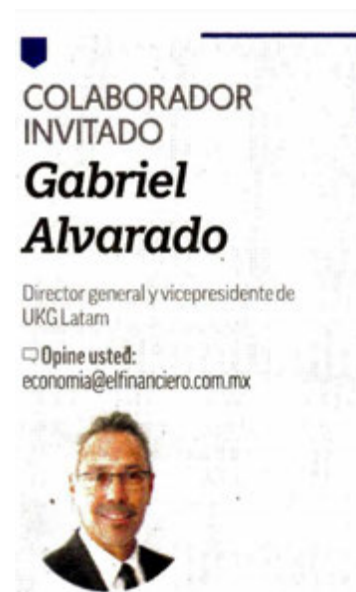 COLABORADOR
INVITADO
Gabriel
Alvarado
Director general y vicepresidente de
UKG Latam
Opine usted:
economia@elfinanciero.com.mx